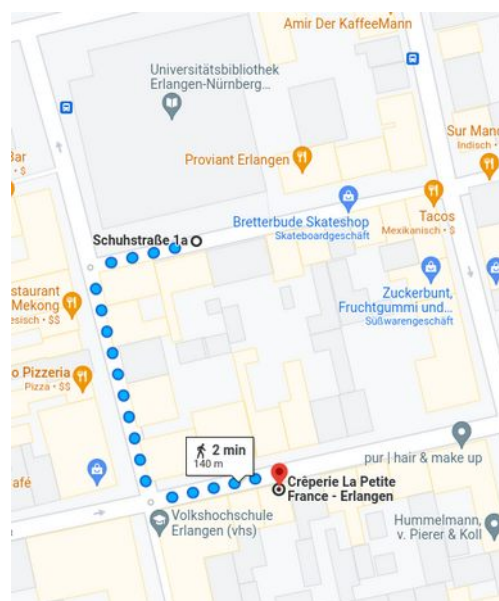 Amir Der KaffeeMann
Universitätsbibliothek
Erlangen-Nürnberg...
Sur Mano
Indisch •
Bar
• $
Proviant Erlangen
Bretterbude Skateshop
Skateboardgeschäft
Tacos
Mexikanisch • $
Schuhstraße 1a
staurant
Mekong
esisch • $$
Zuckerbunt,
Fruchtgummi und...
Süßwarengeschäft
o Pizzeria
Pizza • $$
2 min
140 m
pur | hair & make up
afé
Crêperie La Petite
France - Erlangen
Volkshochschule
Erlangen (vhs)
Hummelmann,
v. Pierer & Koll